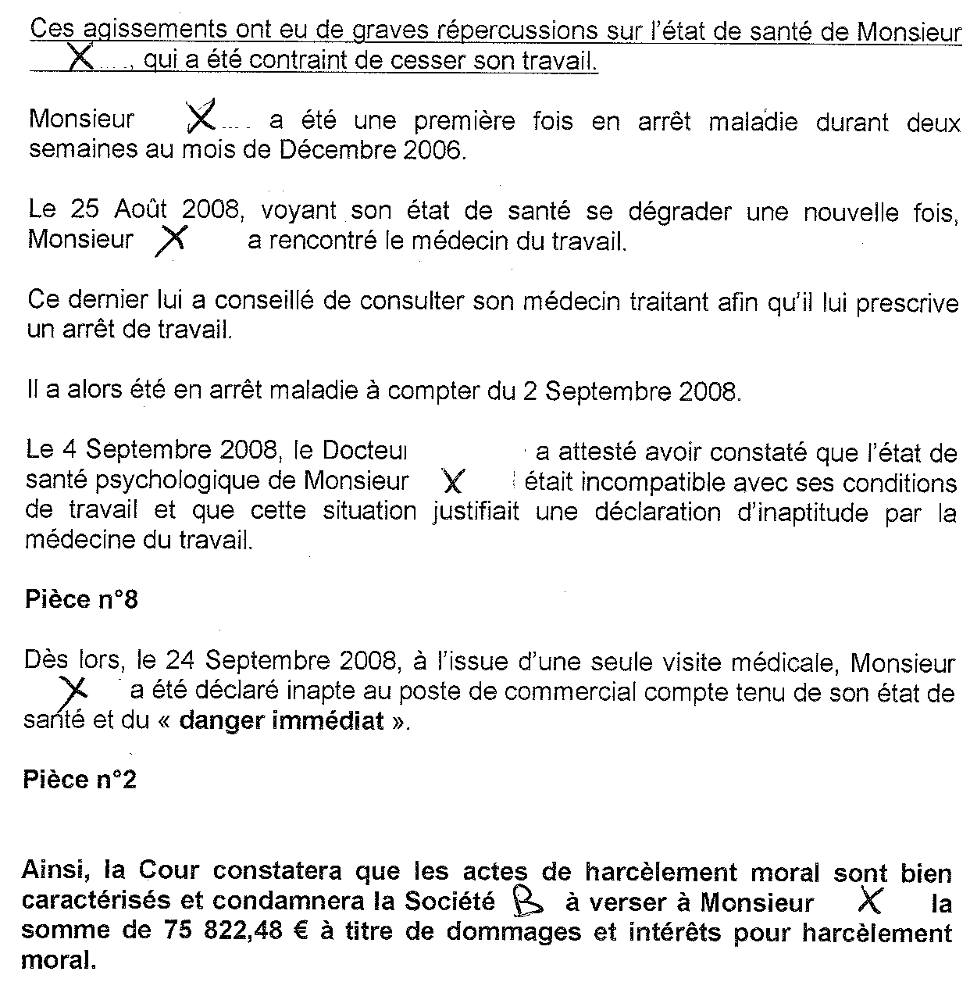 Ces agissements ont eu de graves répercussions sur l'état de santé de Monsieur
X, qui a été contraint de cesser son travail.
Monsieur X a été une première fois en arrêt maladie durant deux
semaines au mois de Décembre 2006.
Le 25 Août 2008, voyant son état de santé se dégrader une nouvelle fois,
Monsieur X a rencontré le médecin du travail.
Ce dernier lui a conseillé de consulter son médecin traitant afin qu'il lui prescrive
un arrêt de travail.
Il a alors été en arrêt maladie à compter du 2 Septembre 2008.
Le 4 Septembre 2008, le Docteur a attesté avoir constaté que l'état de
santé psychologique de Monsieur X était incompatible avec ses conditions
de travail et que cette situation justifiait une déclaration d'inaptitude par la
médecine du travail.
Pièce n°8
Dès lors, le 24 Septembre 2008, à l'issue d'une seule visite médicale, Monsieur
X a été déclaré inapte au poste de commercial compte tenu de son état de
santé et du « danger immédiat ».
Pièce n°2
Ainsi, la Cour constatera que les actes de harcèlement moral sont bien
caractérisés et condamnera la Société B à verser à Monsieur X la
somme de 75 822,48 € à titre de dommages et intérêts pour harcèlement
moral.